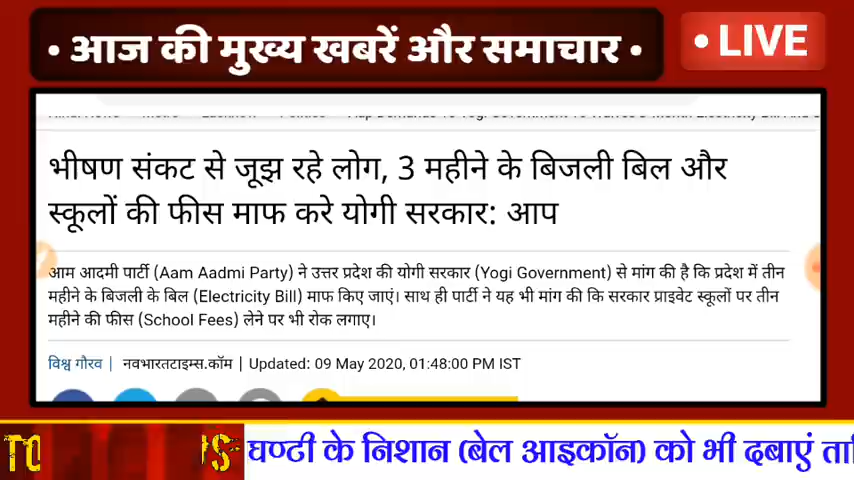 • आज की मुख्य खबरें और समाचार •
• LIVE
भीषण संकट से जूझ रहे लोग, 3 महीने के बिजली बिल और
स्कूलों की फीस माफ करे योगी सरकार: आप
आम आदमी पार्टी (Aam Aadmi Party) ने उत्तर प्रदेश की योगी सरकार (Yogi Government) से मांग की है कि प्रदेश में तीन
महीने के बिजली के बिल (Electricity Bill) माफ किए जाएं। साथ ही पार्टी ने यह भी मांग की कि सरकार प्राइवेट स्कूलों पर तीन
महीने की फीस (School Fees) लेने पर भी रोक लगाए।
विश्व गौरव | नवभारतटाइम्स.कॉम | Updated: 09 May 2020, 01:48:00 PM IST
घण्टी के निशान (बेल आइकॉन) को भी दबाएं